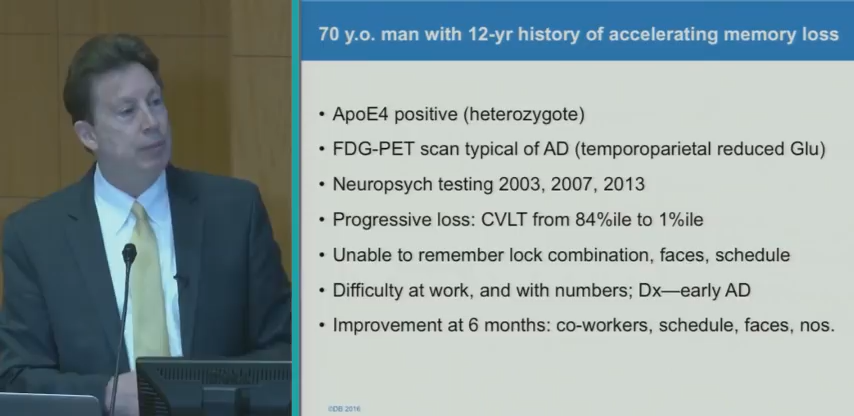 70 y.o. man with 12-yr history of accelerating memory loss
• ApoE4 positive (heterozygote)
• FDG-PET scan typical of AD (temporoparietal reduced Glu)
• Neuropsych testing 2003, 2007, 2013
• Progressive loss: CVLT from 84%ile to 1%ile
• Unable to remember lock combination, faces, schedule
• Difficulty at work, and with numbers; Dx—early AD
• Improvement at 6 months: co-workers, schedule, faces, nos.
©DB 2016